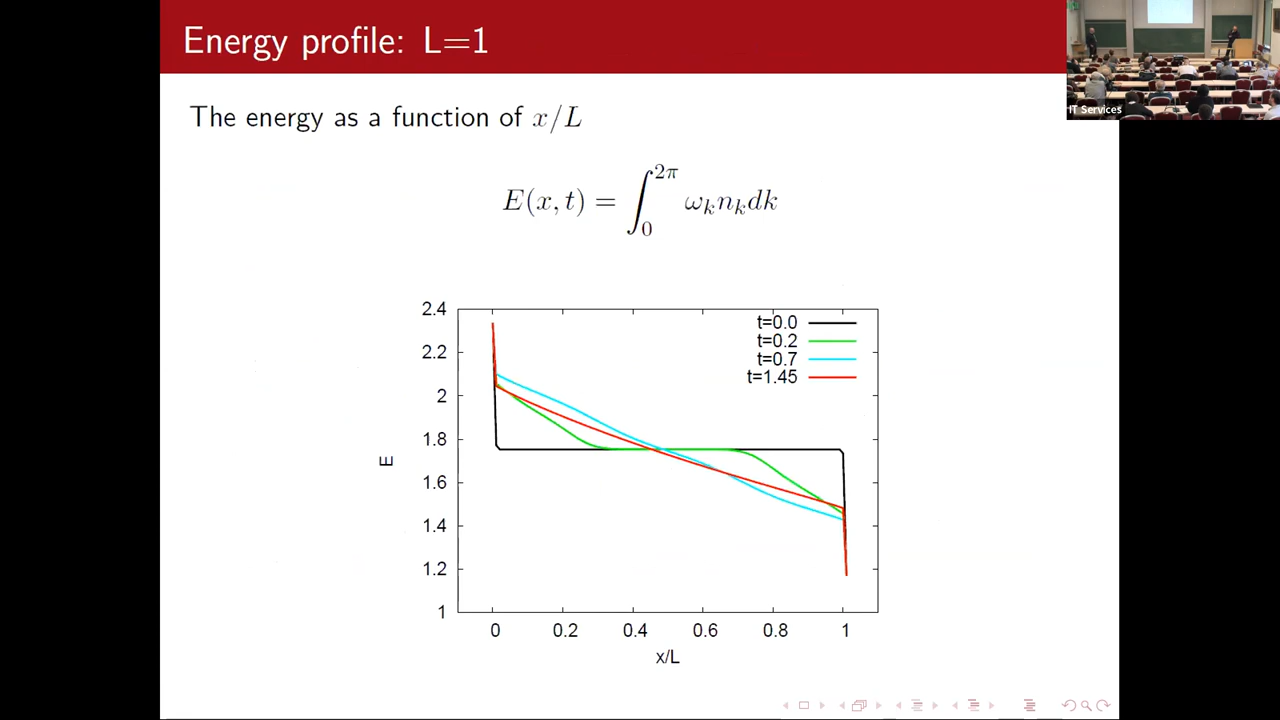 Energy profile: L=1
IT Services
The energy as a function of x/L
E(x, t) = ∫₀^{2π} ω_k n_k dk
2.4
2.2
2
1.8
1.6
1.4
1.2
1
E
t=0.0
t=0.2
t=0.7
t=1.45
0 0.2 0.4 0.6 0.8 1
x/L